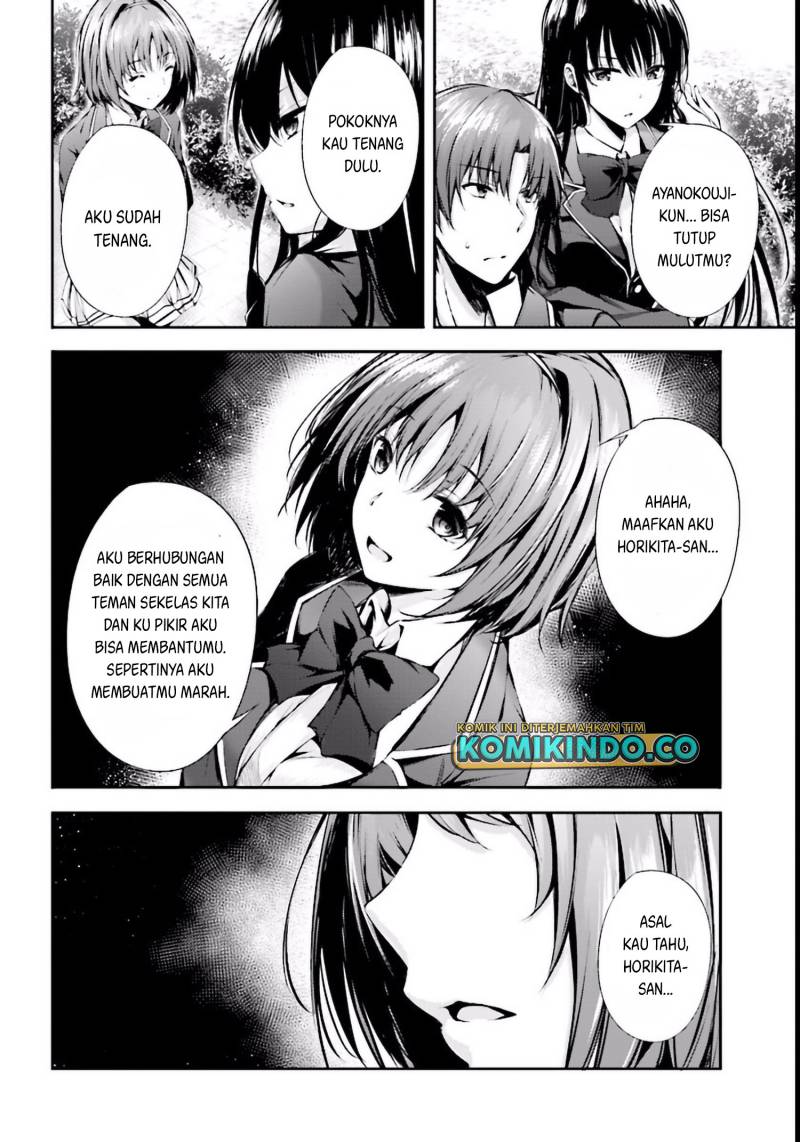 AYANOKOUJI-
KUN... BISA
TUTUP
MULUTMU?
POKOKNYA
KAU TENANG
DULU.
AKU SUDAH
TENANG.
AHAHA,
MAAFKAN AKU
HORIKITA-SAN...
AKU BERHUBUNGAN
BAIK DENGAN SEMUA
TEMAN SEKELAS KITA
DAN KU PIKIR AKU
BISA MEMBANTUMU.
SEPERTINYA AKU
MEMBUATMU MARAH.
KOMIK INI DITERJEMAHKAN TIM
KOMIKINDO.CO
ASAL
KAU TAHU,
HORIKITA-
SAN...